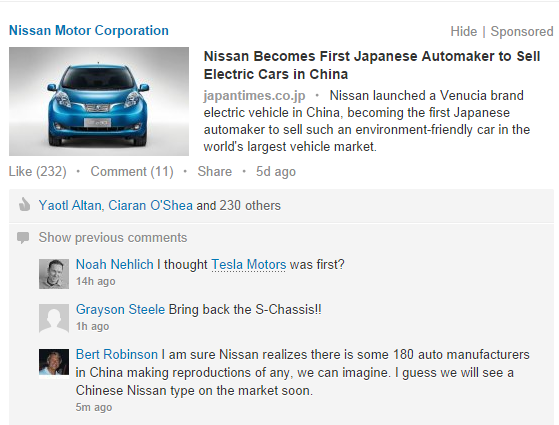 Nissan Motor Corporation
Hide | Sponsored
Nissan Becomes First Japanese Automaker to Sell
Electric Cars in China
japantimes.co.jp • Nissan launched a Venucia brand
electric vehicle in China, becoming the first Japanese
automaker to sell such an environment-friendly car in the
world's largest vehicle market.
Like (232) • Comment (11) • Share • 5d ago
Yaotl Altan, Ciaran O'Shea and 230 others
Show previous comments
Noah Nehlich I thought Tesla Motors was first?
14h ago
Grayson Steele Bring back the S-Chassis!!
1h ago
Bert Robinson I am sure Nissan realizes there is some 180 auto manufacturers
in China making reproductions of any, we can imagine. I guess we will see a
Chinese Nissan type on the market soon.
5m ago